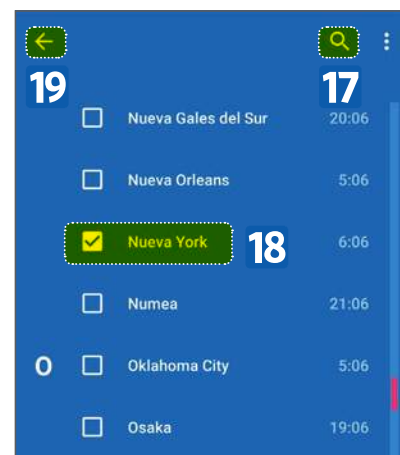 19
17
Nueva Gales del Sur 20:06
Nueva Orleans 5:06
Nueva York 18 6:06
Numea 21:06
O Oklahoma City 5:06
Osaka 19:06